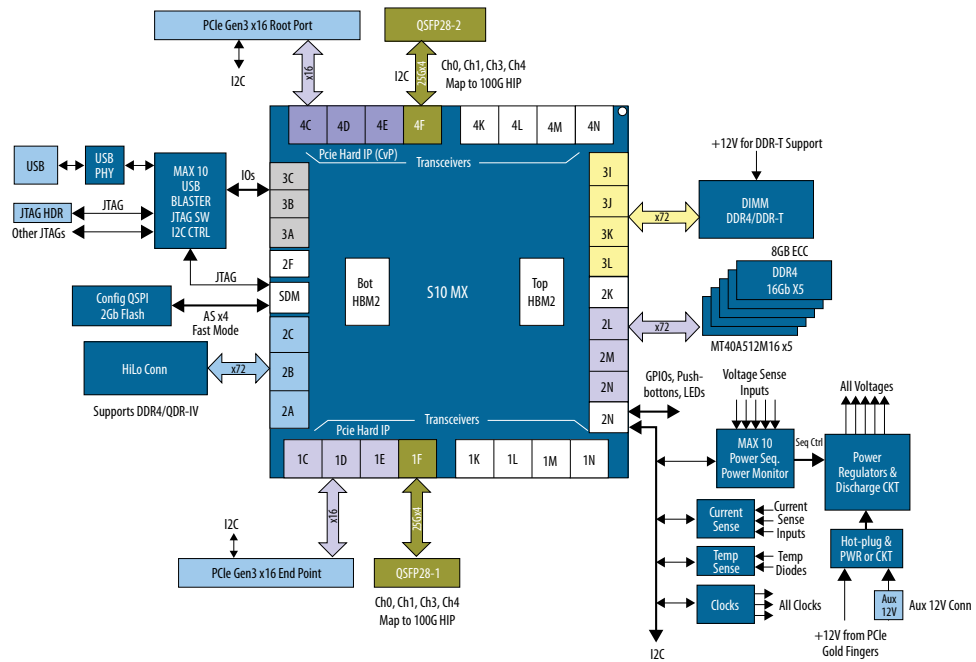 PCIe Gen3 x16 Root Port
QSFP28-2
I2C
x16
I2C
25Gx4
Ch0, Ch1, Ch3, Ch4
Map to 100G HIP
4C
4D
4E
4F
4K
4L
4M
4N
Pcie Hard IP (CvP)
Transceivers
USB
USB
PHY
MAX 10
USB
BLASTER
JTAG SW
I2C CTRL
IOs
JTAG HDR
JTAG
Other JTAGs
JTAG
3C
3B
3A
2F
SDM
2C
2B
2A
Config QSPI
2Gb Flash
AS x4
Fast Mode
HiLo Conn
x72
Supports DDR4/QDR-IV
Bot
HBM2
S10 MX
Top
HBM2
3I
3J
3K
3L
2K
2L
2M
2N
2N
+12V for DDR-T Support
x72
DIMM
DDR4/DDR-T
8GB ECC
DDR4
16Gb X5
x72
MT40A512M16 x5
GPIOs, Push-
bottons, LEDs
Voltage Sense
Inputs
All Voltages
MAX 10
Power Seq.
Power Monitor
Seq Ctrl
Power
Regulators &
Discharge CKT
Current
Sense
Current
Sense
Inputs
Hot-plug &
PWR or CKT
Temp
Sense
Temp
Diodes
Clocks
All Clocks
Aux
12V
Aux 12V Conn
+12V from PCIe
Gold Fingers
I2C
Transceivers
Pcie Hard IP
1C
1D
1E
1F
1K
1L
1M
1N
x16
25Gx4
I2C
PCIe Gen3 x16 End Point
QSFP28-1
Ch0, Ch1, Ch3, Ch4
Map to 100G HIP